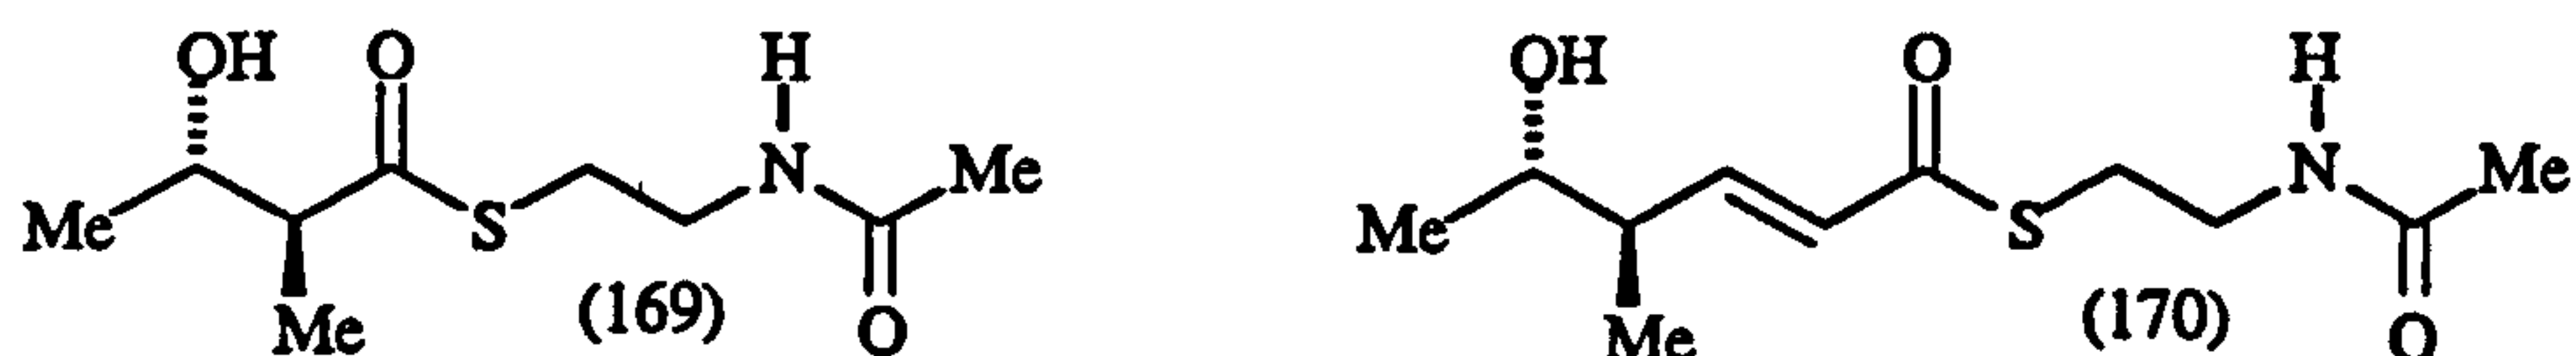 OH O H OH O H
Me S N Me Me S N Me
Me (169) O Me (170) O